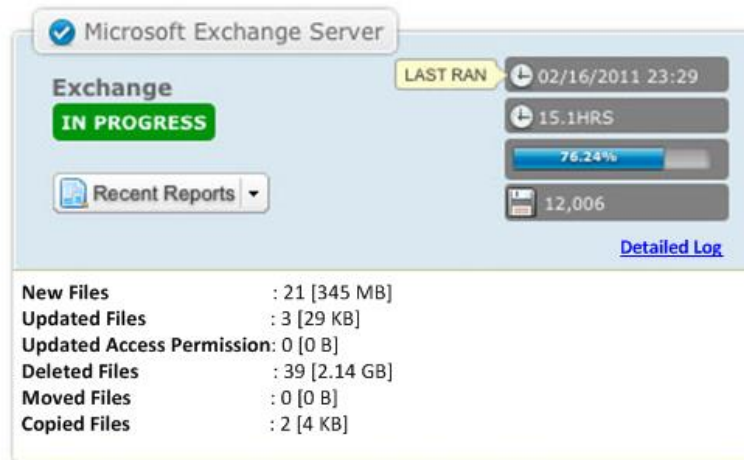 Microsoft Exchange Server
Exchange
IN PROGRESS
Recent Reports
LAST RAN 02/16/2011 23:29
15.1HRS
76.24%
12,006
Detailed Log
New Files : 21 [345 MB]
Updated Files : 3 [29 KB]
Updated Access Permission: 0 [0 B]
Deleted Files : 39 [2.14 GB]
Moved Files : 0 [0 B]
Copied Files : 2 [4 KB]